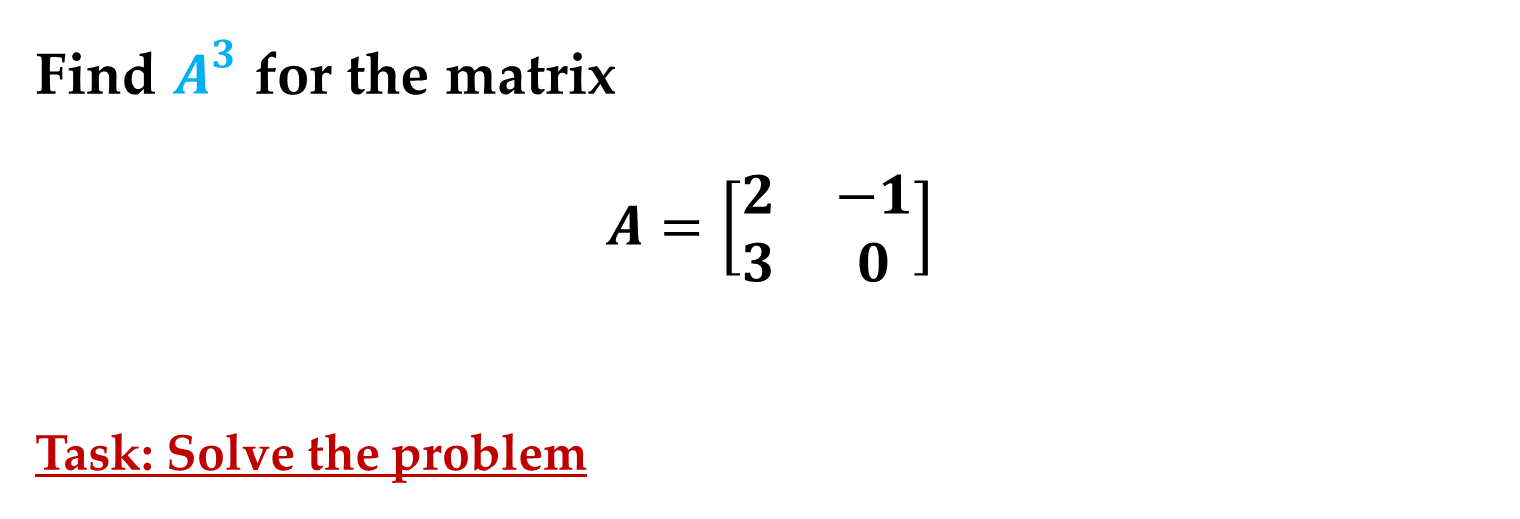 Find A³ for the matrix
A = [2 −1
3 0]
Task: Solve the problem